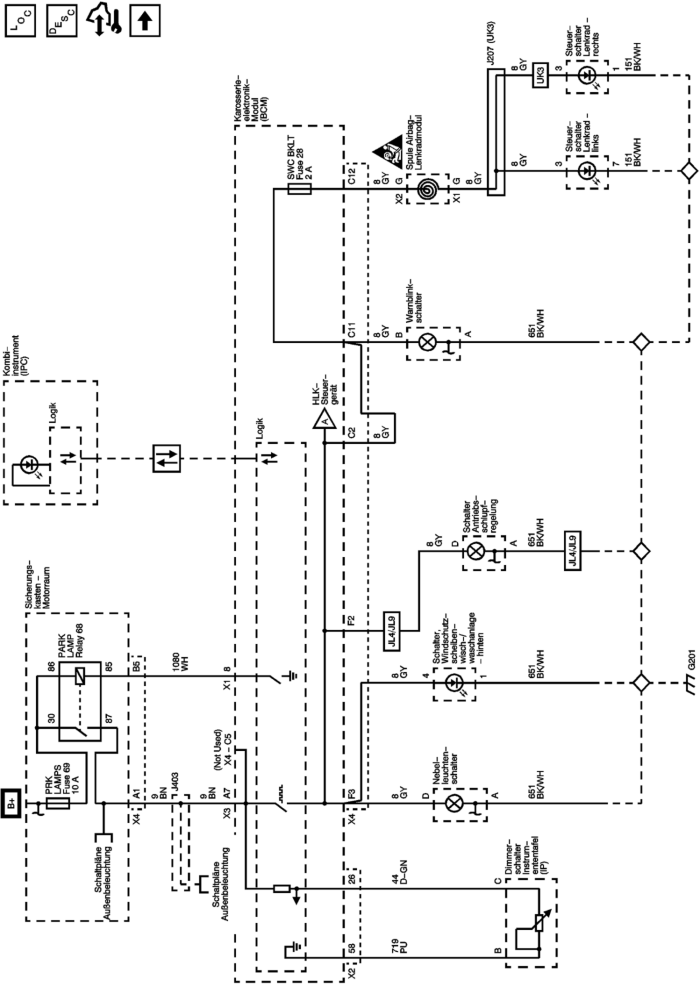 LOC
DESC
B+
Sicherungs-
kasten –
Motorraum
PRK
LAMPS
Fuse 69
10 A
PARK
LAMP
Relay 68
30
86
87
85
Schaltpläne
Außenbeleuchtung
X4
A1
B5
9
BN
J403
1080
WH
9
BN
Schaltpläne
Außenbeleuchtung
X3
A7
(Not Used)
X4 – C5
X1
8
Kombi-
instrument
(IPC)
Logik
Karosserie-
elektronik-
Modul
(BCM)
Logik
HLK-
Steuer-
gerät
A
SWC BKLT
Fuse 28
2 A
X2
58
26
X4
F3
F2
C2
C11
C12
719
PU
44
D-GN
8
GY
8
GY
JL4/JL9
8
GY
8
GY
8
GY
8
GY
Dimmer-
schalter
Instrum-
ententafel
(IP)
B
C
Nebel-
leuchten-
schalter
D
A
651
BK/WH
Schalter,
Windschutz-
scheiben-
wisch-/
waschanlage
– hinten
4
1
651
BK/WH
Schalter
Antriebs-
schlupf-
regelung
D
A
651
BK/WH
JL4/JL9
Warnblink-
schalter
B
A
651
BK/WH
Spule Airbag-
Lenkradmodul
X2
G
X1
G
8
GY
J207 (UK3)
8
GY
8
GY
UK3
Steuer-
schalter
Lenkrad –
links
3
7
151
BK/WH
Steuer-
schalter
Lenkrad –
rechts
3
1
151
BK/WH
G201